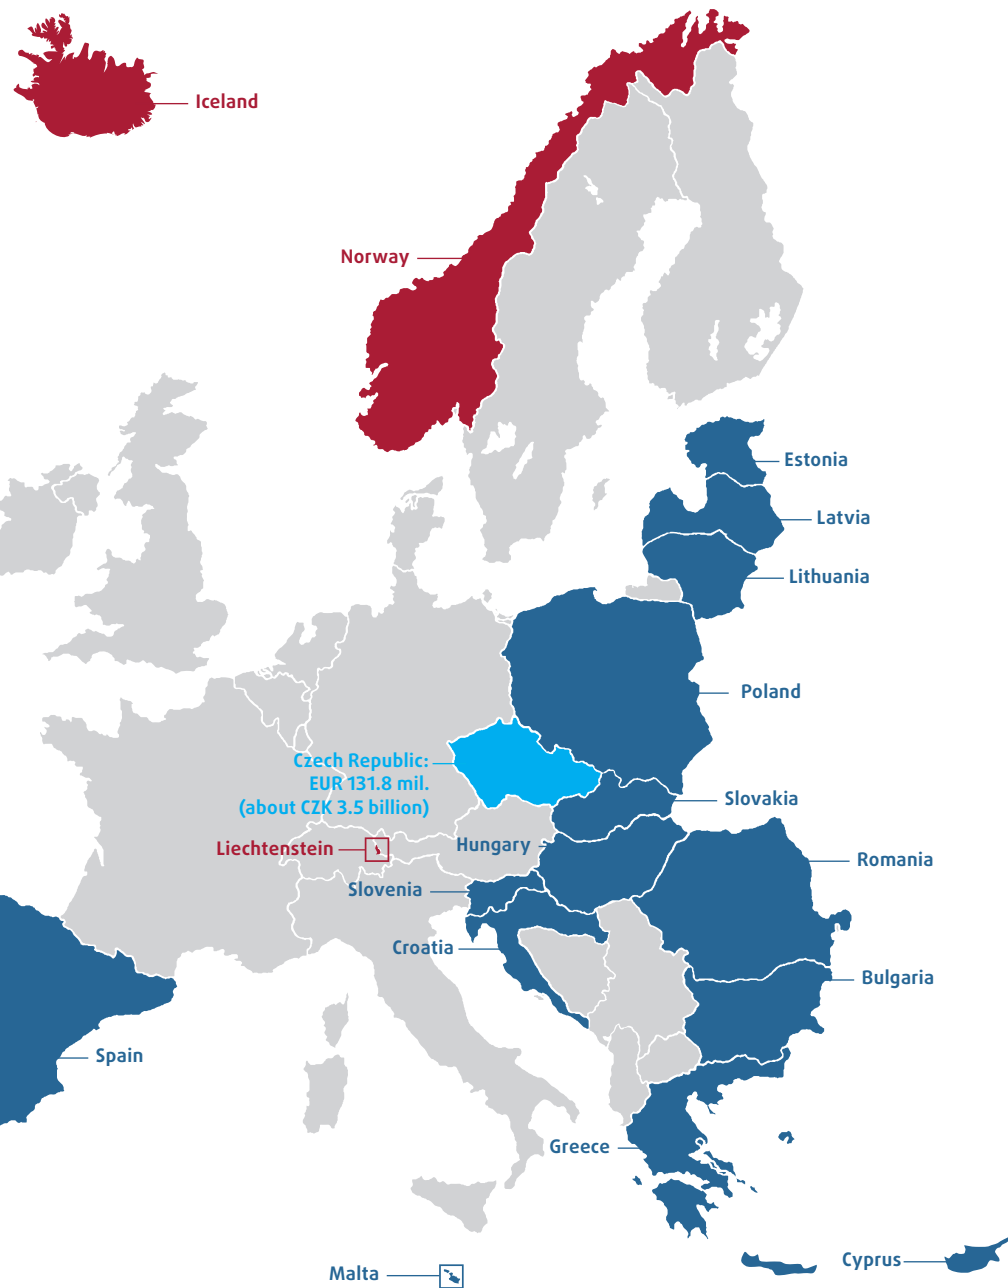 Iceland
Norway
Estonia
Latvia
Lithuania
Poland
Czech Republic:
EUR 131.8 mil.
(about CZK 3.5 billion)
Slovakia
Liechtenstein
Hungary
Romania
Slovenia
Croatia
Bulgaria
Spain
Greece
Cyprus
Malta